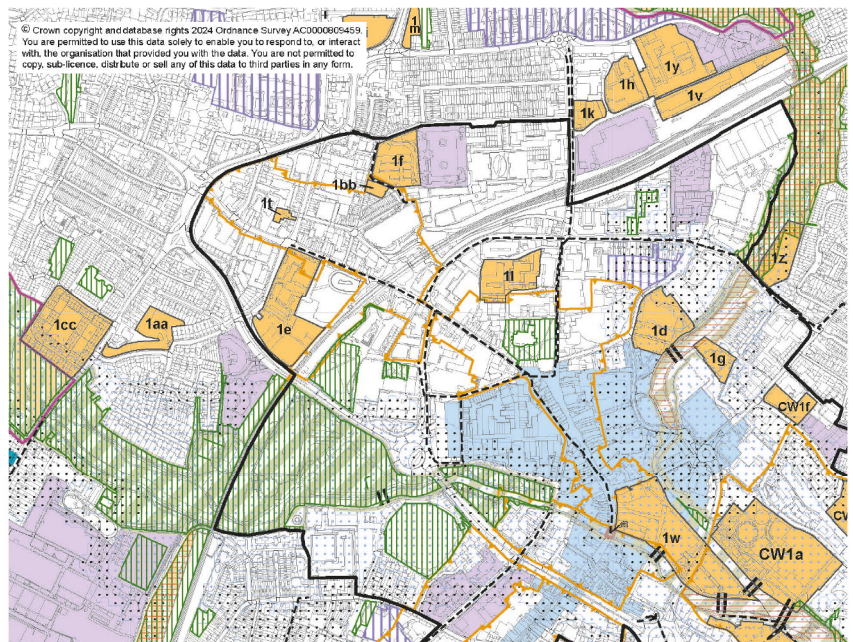 © Crown copyright and database rights 2024 Ordnance Survey AC0000809459.
You are permitted to use this data solely to enable you to respond to, or interact
with, the organisation that provided you with the data. You are not permitted to
copy, sub-licence, distribute or sell any of this data to third parties in any form.
1
m
1y
1h
1v
1k
1f
1bb
1t
1z
1l
1cc
1aa
1e
1d
1g
CW1f
1w
CW
CW1a